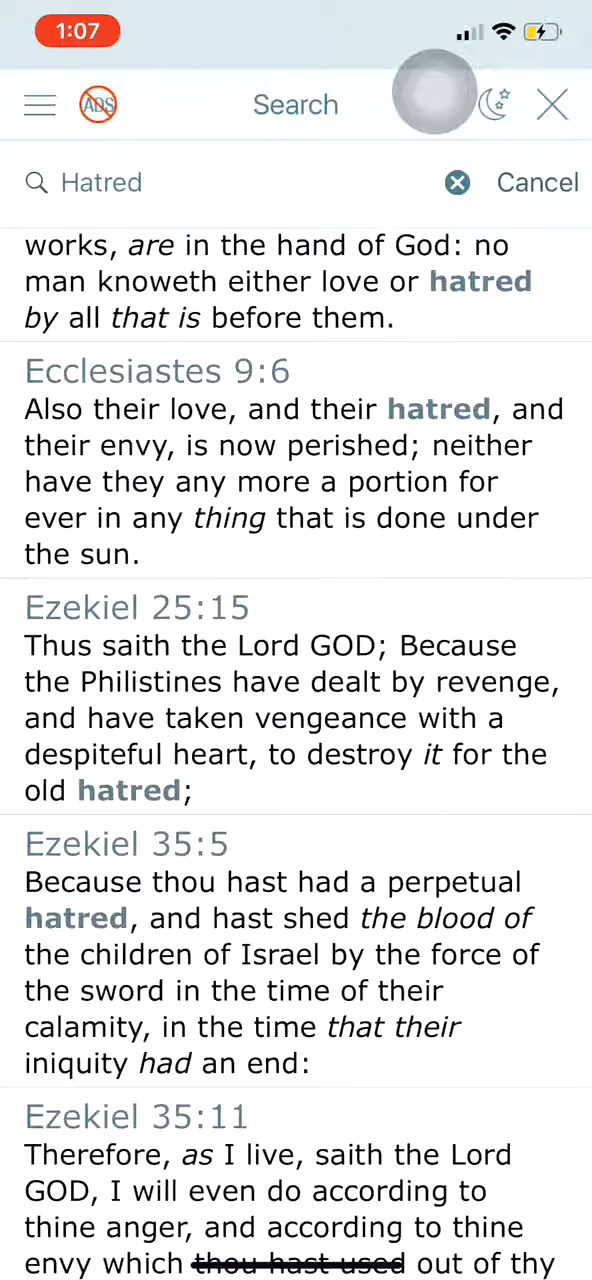 1:07
ADS
Search
Hatred
Cancel
works, are in the hand of God: no
man knoweth either love or hatred
by all that is before them.
Ecclesiastes 9:6
Also their love, and their hatred, and
their envy, is now perished; neither
have they any more a portion for
ever in any thing that is done under
the sun.
Ezekiel 25:15
Thus saith the Lord GOD; Because
the Philistines have dealt by revenge,
and have taken vengeance with a
despiteful heart, to destroy it for the
old hatred;
Ezekiel 35:5
Because thou hast had a perpetual
hatred, and hast shed the blood of
the children of Israel by the force of
the sword in the time of their
calamity, in the time that their
iniquity had an end:
Ezekiel 35:11
Therefore, as I live, saith the Lord
GOD, I will even do according to
thine anger, and according to thine
envy which thou hast used out of thy